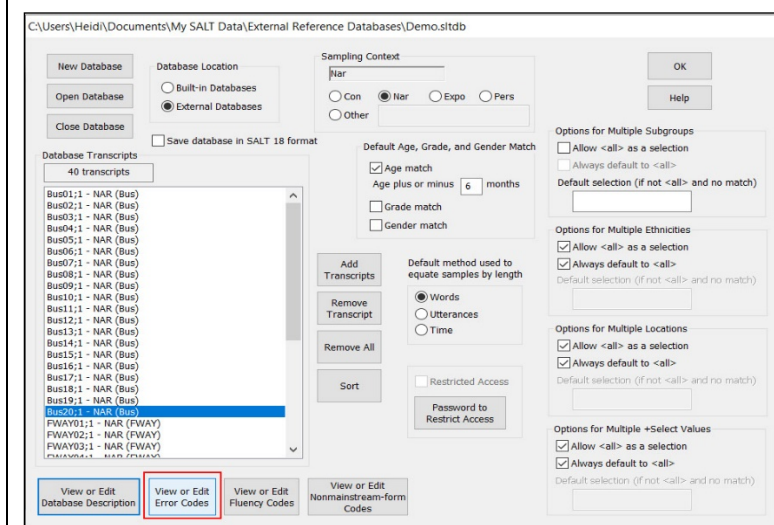 C:\Users\Heidi\Documents\My SALT Data\External Reference Databases\Demo.sltdb
New Database
Open Database
Close Database
Database Location
Built-in Databases
External Databases
Save database in SALT 18 format
Sampling Context
Nar
Con
Nar
Expo
Pers
Other
OK
Help
Database Transcripts
40 transcripts
Bus01;1 - NAR (Bus)
Bus02;1 - NAR (Bus)
Bus03;1 - NAR (Bus)
Bus04;1 - NAR (Bus)
Bus05;1 - NAR (Bus)
Bus06;1 - NAR (Bus)
Bus07;1 - NAR (Bus)
Bus08;1 - NAR (Bus)
Bus09;1 - NAR (Bus)
Bus10;1 - NAR (Bus)
Bus11;1 - NAR (Bus)
Bus12;1 - NAR (Bus)
Bus13;1 - NAR (Bus)
Bus14;1 - NAR (Bus)
Bus15;1 - NAR (Bus)
Bus16;1 - NAR (Bus)
Bus17;1 - NAR (Bus)
Bus18;1 - NAR (Bus)
Bus19;1 - NAR (Bus)
Bus20;1 - NAR (Bus)
FWAY01;1 - NAR (FWAY)
FWAY02;1 - NAR (FWAY)
FWAY03;1 - NAR (FWAY)
FWAY04;1 - NAR (FWAY)
Default Age, Grade, and Gender Match
Age match
Age plus or minus 6 months
Grade match
Gender match
Add
Transcripts
Remove
Transcript
Remove All
Sort
Default method used to
equate samples by length
Words
Utterances
Time
Restricted Access
Password to
Restrict Access
Options for Multiple Subgroups
Allow <all> as a selection
Always default to <all>
Default selection (if not <all> and no match)
Options for Multiple Ethnicities
Allow <all> as a selection
Always default to <all>
Default selection (if not <all> and no match)
Options for Multiple Locations
Allow <all> as a selection
Always default to <all>
Default selection (if not <all> and no match)
Options for Multiple +Select Values
Allow <all> as a selection
Always default to <all>
Default selection (if not <all> and no match)
View or Edit
Database Description
View or Edit
Error Codes
View or Edit
Fluency Codes
View or Edit
Nonmainstream-form
Codes